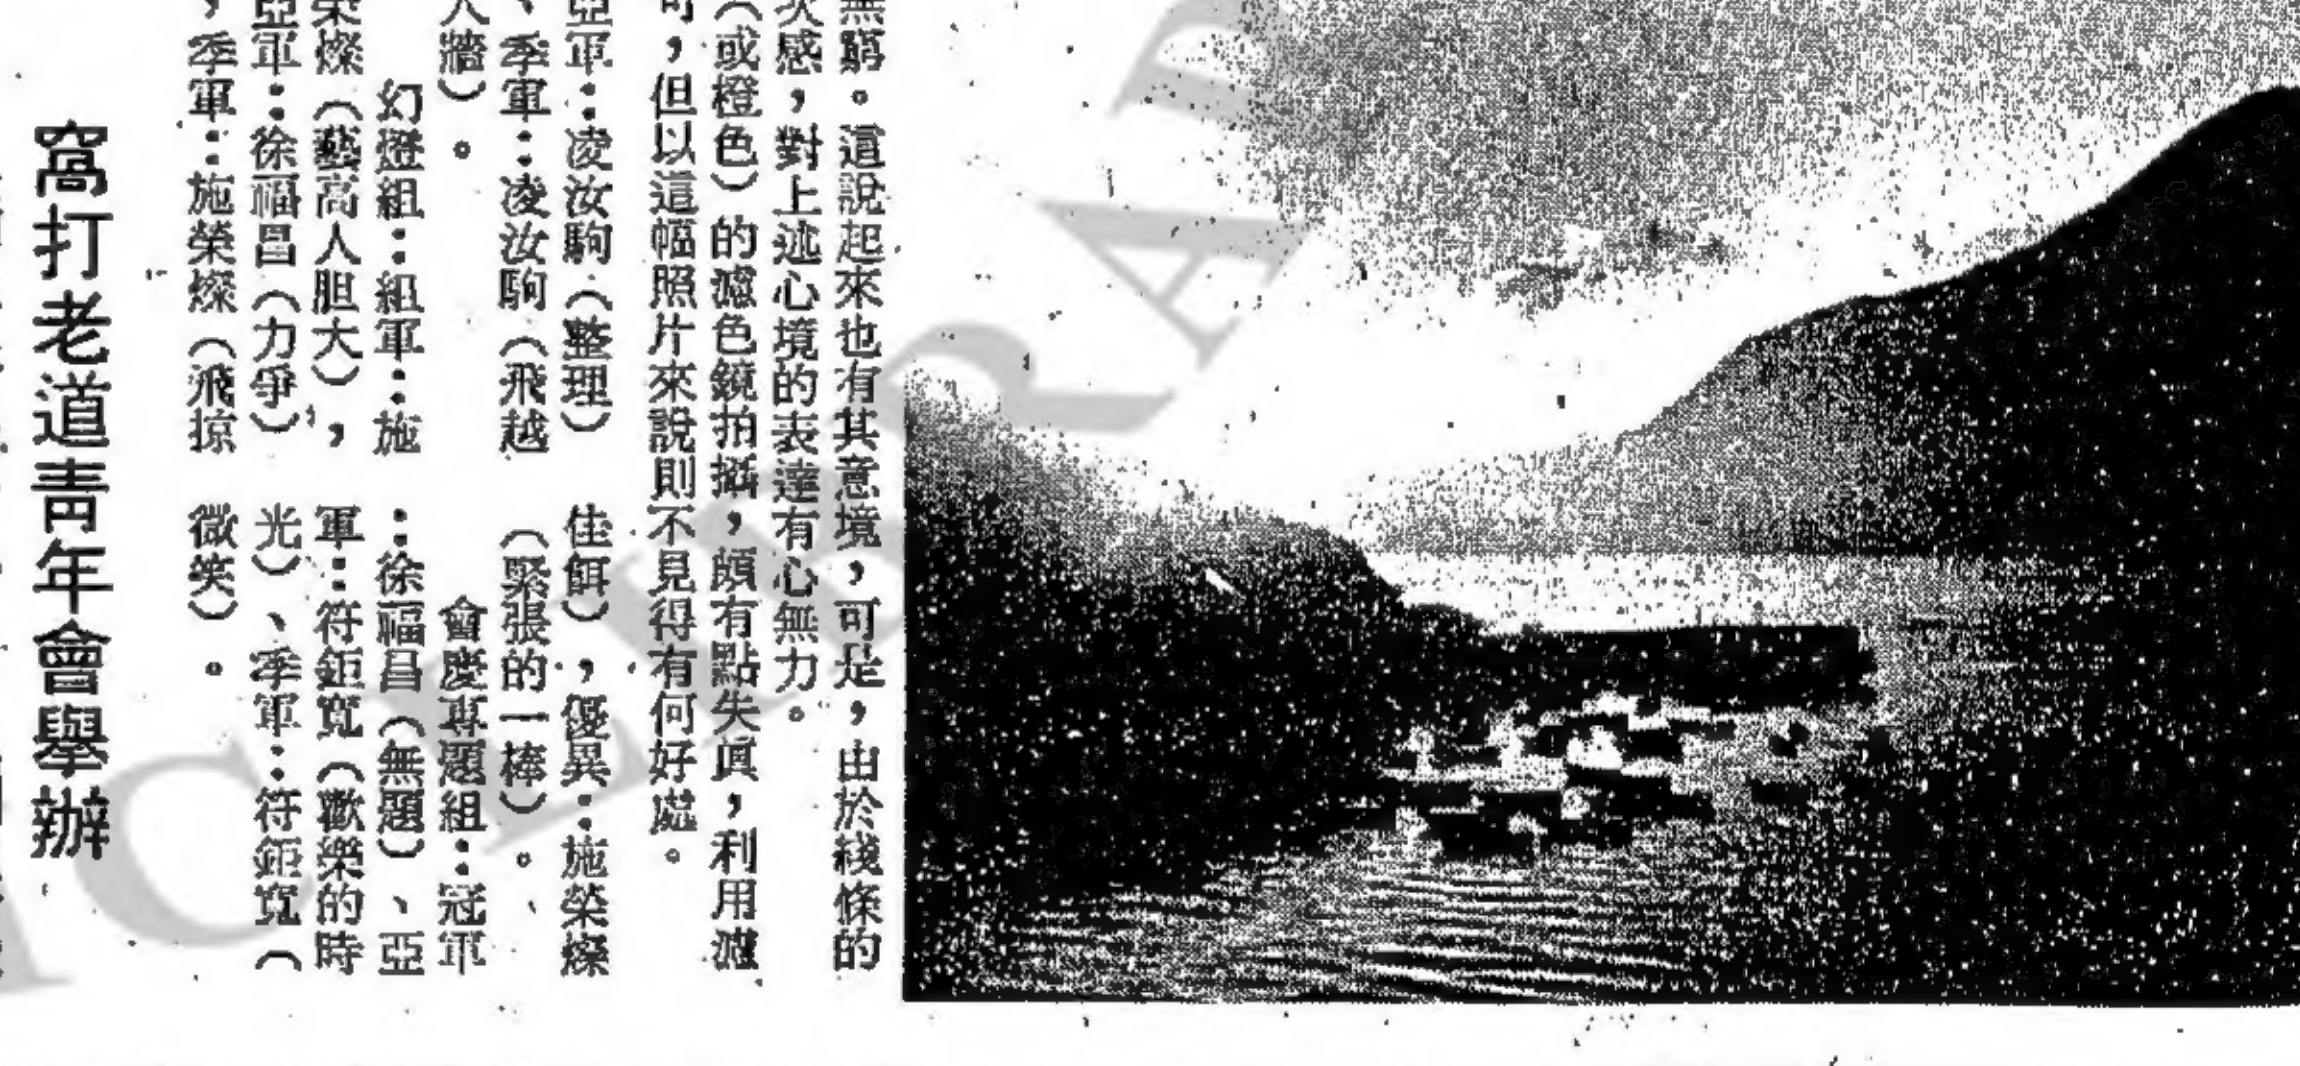 無窮。這說起來也有其意境，可是，由於綫條的
次感，對上述心境的表達有心無力。
（或橙色）的濾色鏡拍攝，頗有點失眞，利用濾
可，但以這幅照片來說則不見得有何好處。
亞軍：凌汝駒（整理）
、季軍：凌汝駒（飛越
人牆）。
幻燈組：組軍：施
榮燦（藝高人胆大），
亞軍：徐福昌（力爭）
，季軍：施榮燦（飛掠
佳餌），優異：施榮燦
（緊張的一棒）。
會慶專題組：冠軍
：徐福昌（無題）、亞
軍：符鉅寬（歡樂的時
光）、季軍：符鉅寬（
微笑）。
窩打老道靑年會舉辦